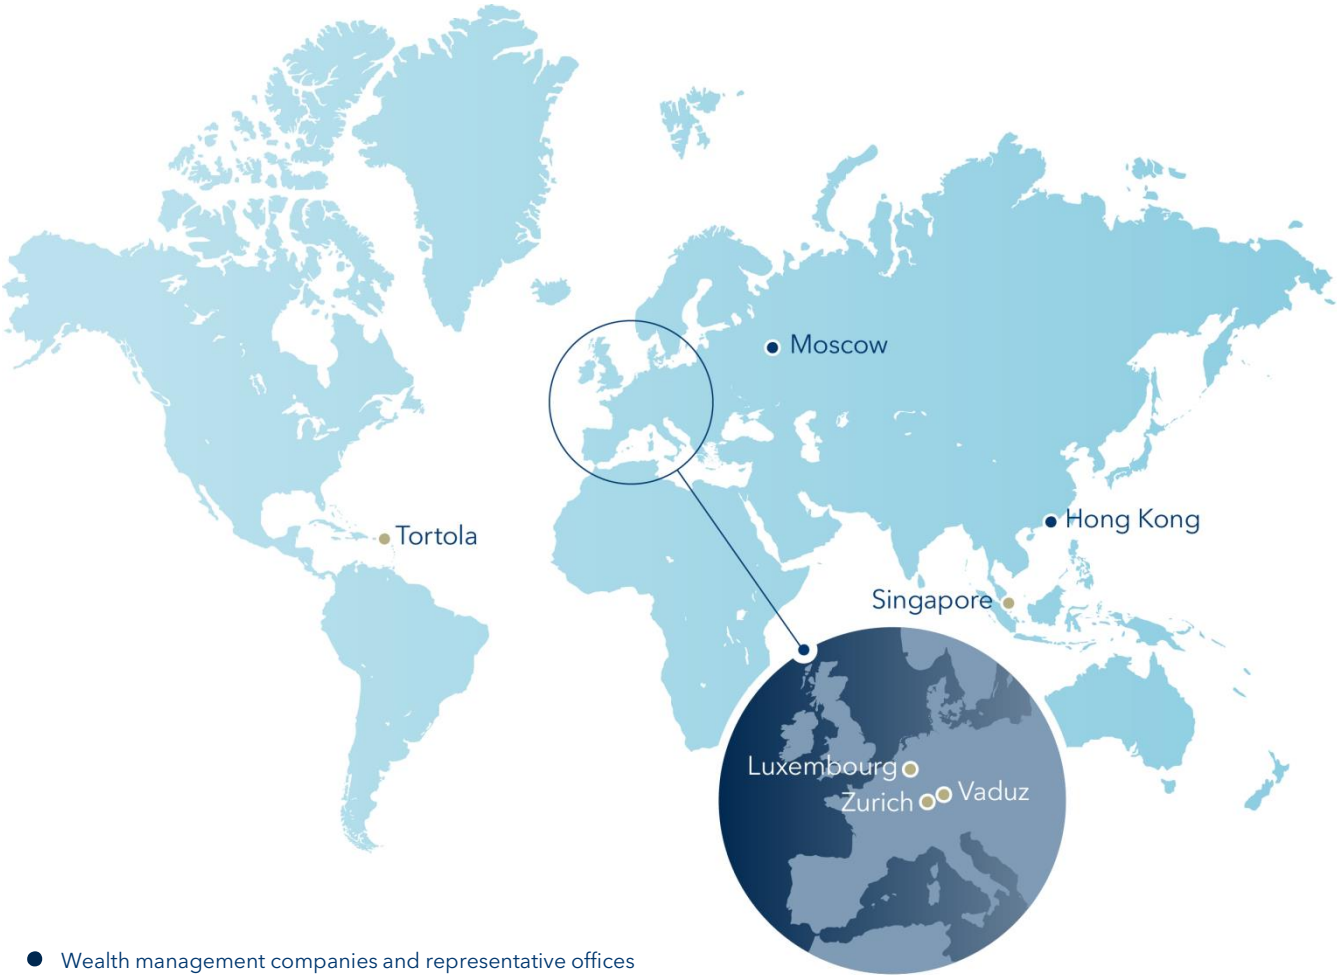 Moscow
Hong Kong
Tortola
Singapore
Luxembourg
Vaduz
Zurich
Wealth management companies and representative offices